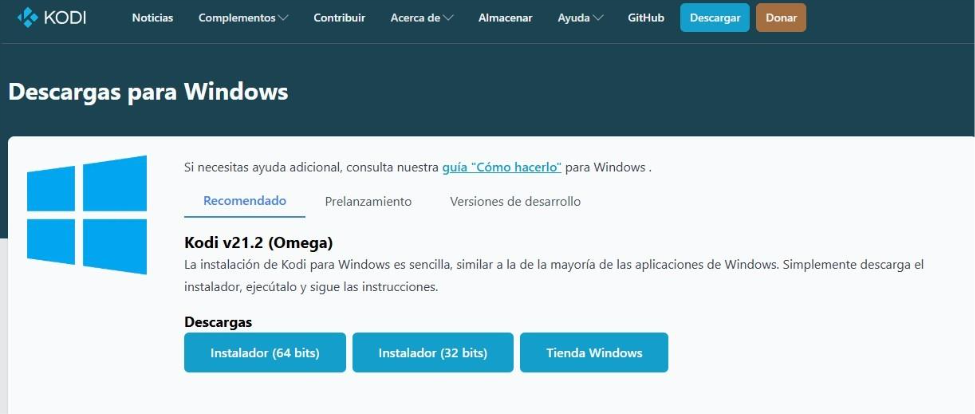 KODI Noticias Complementos Contribuir Acerca de Almacenar Ayuda GitHub Descargar Donar
Descargas para Windows
Si necesitas ayuda adicional, consulta nuestra guía "Cómo hacerlo" para Windows .
Recomendado Prelanzamiento Versiones de desarrollo
Kodi v21.2 (Omega)
La instalación de Kodi para Windows es sencilla, similar a la de la mayoría de las aplicaciones de Windows. Simplemente descarga el
instalador, ejecútalo y sigue las instrucciones.
Descargas
Instalador (64 bits) Instalador (32 bits) Tienda Windows